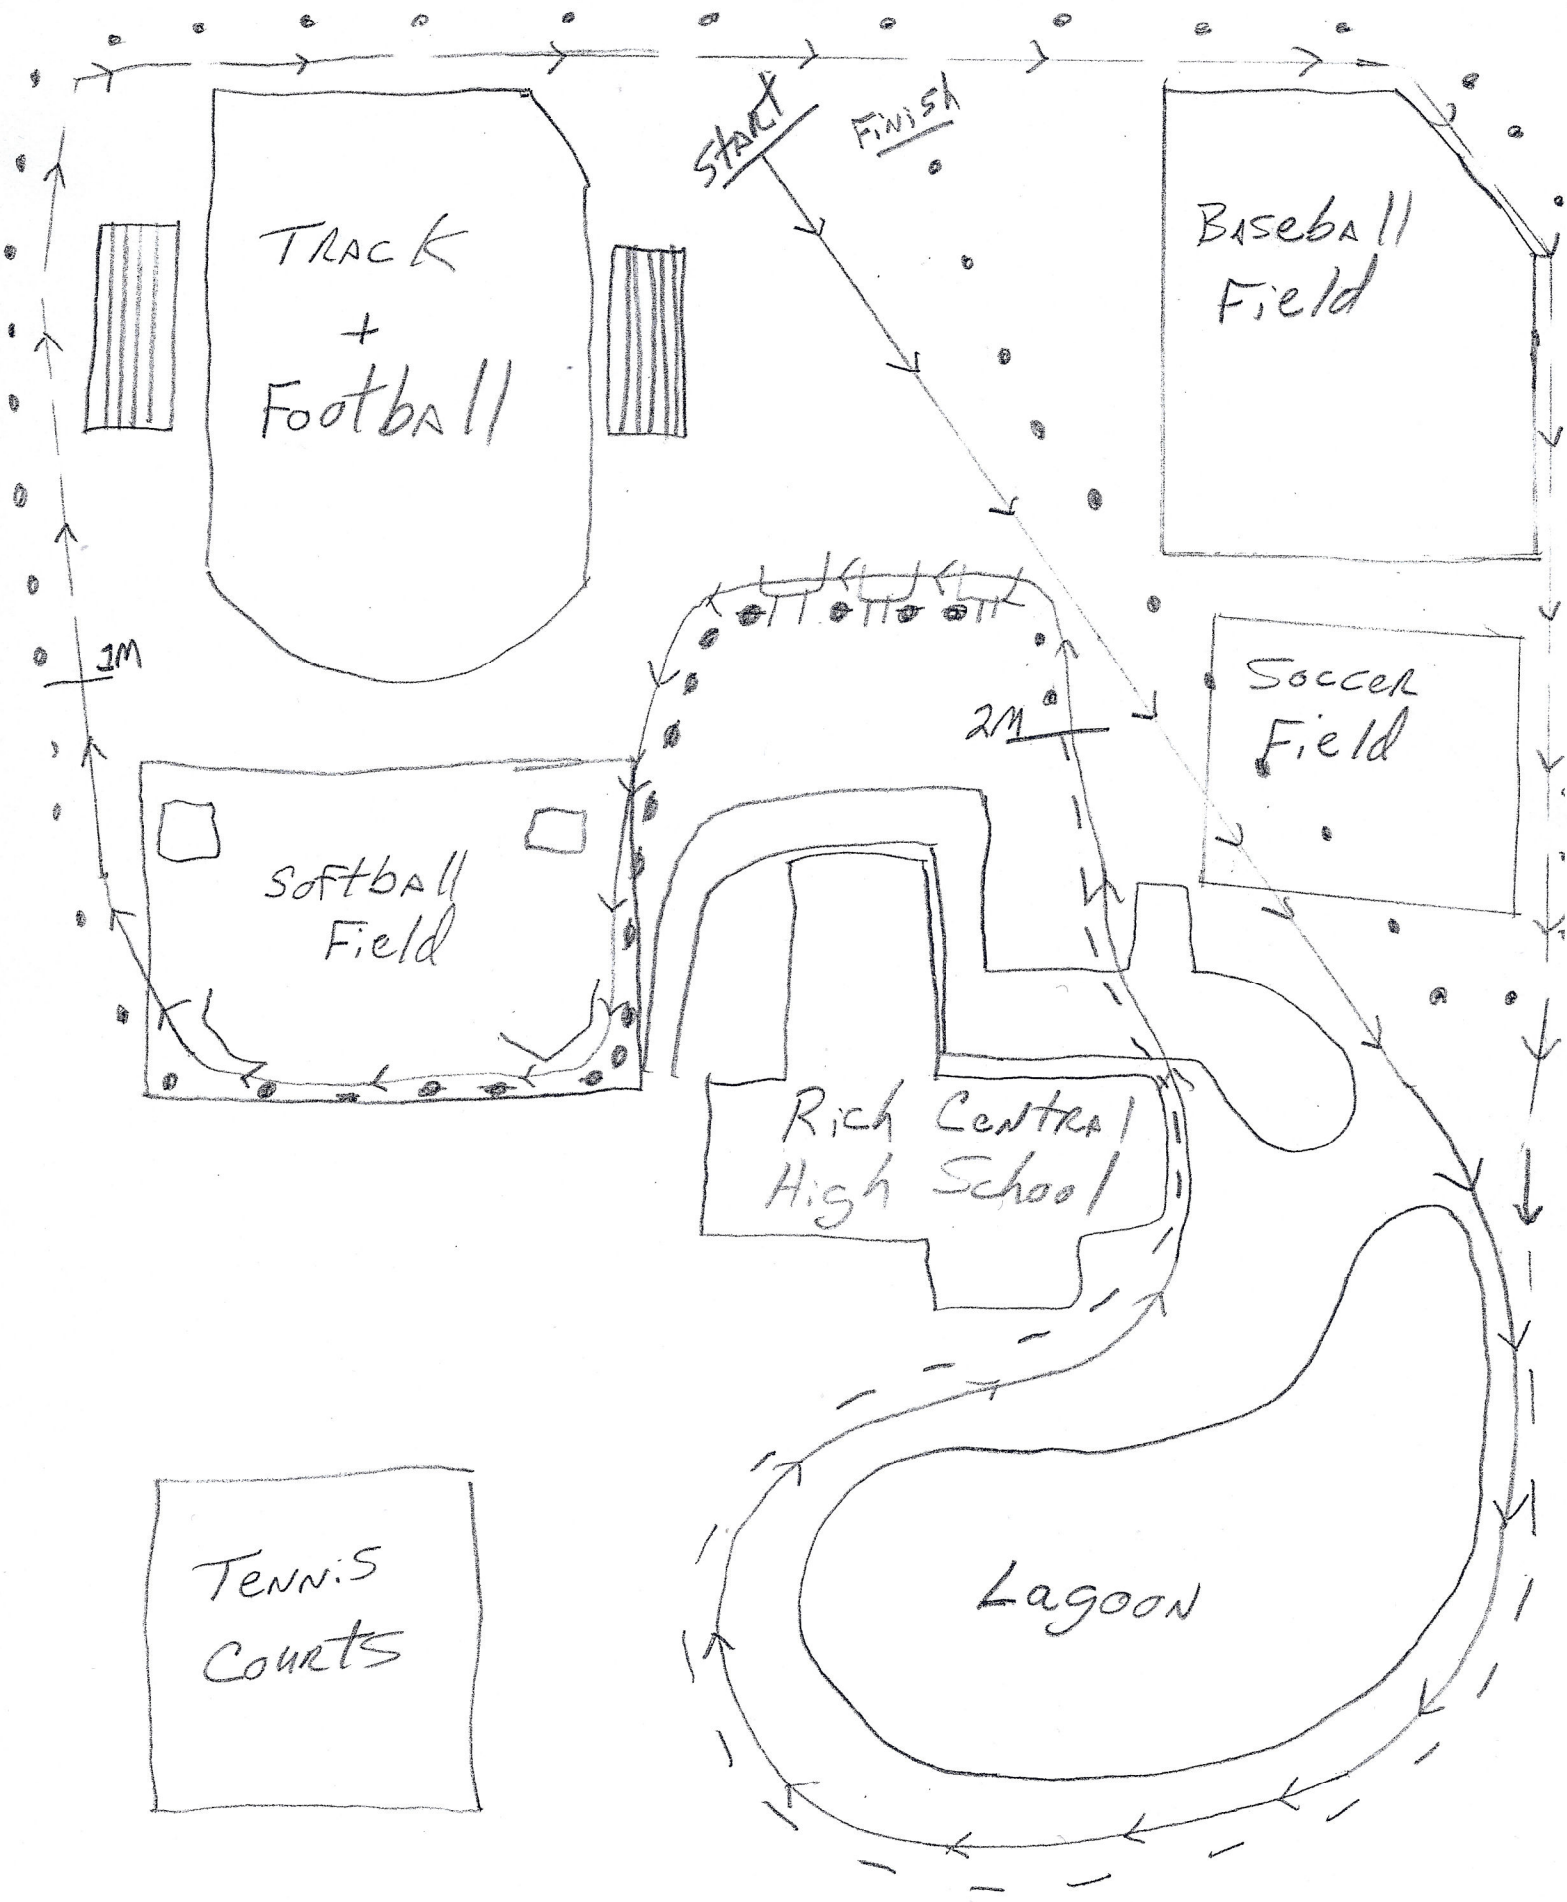 START
Finish
TRACK
+
Football
Baseball
Field
1M
2M
Soccer
Field
Softball
Field
Rich Central
High School
Lagoon
Tennis
Courts